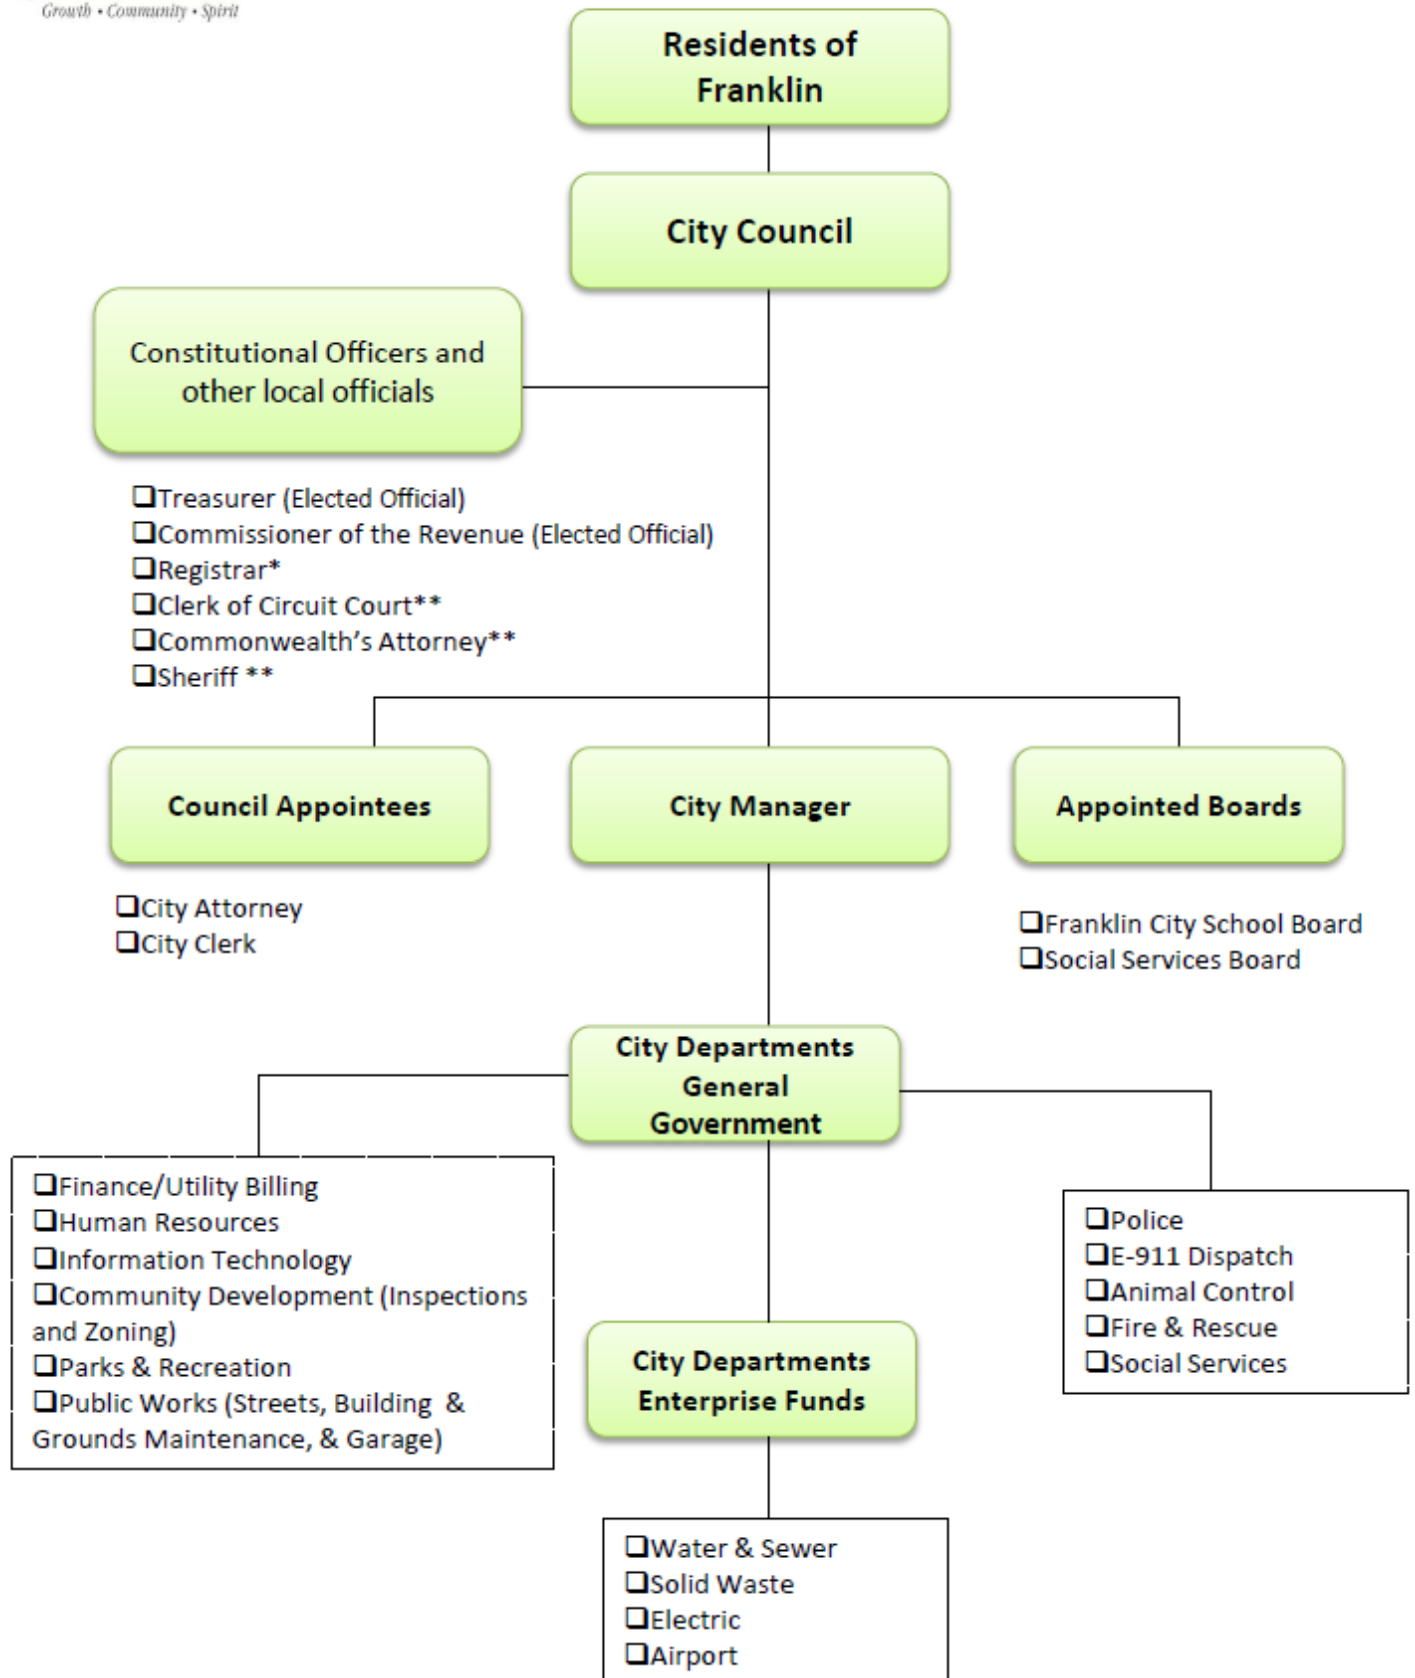 Growth • Community • Spirit
Residents of
Franklin
City Council
Constitutional Officers and
other local officials
❑Treasurer (Elected Official)
❑Commissioner of the Revenue (Elected Official)
❑Registrar*
❑Clerk of Circuit Court**
❑Commonwealth’s Attorney**
❑Sheriff **
Council Appointees
❑City Attorney
❑City Clerk
City Manager
Appointed Boards
❑Franklin City School Board
❑Social Services Board
City Departments
General
Government
❑Finance/Utility Billing
❑Human Resources
❑Information Technology
❑Community Development (Inspections
and Zoning)
❑Parks & Recreation
❑Public Works (Streets, Building &
Grounds Maintenance, & Garage)
❑Police
❑E-911 Dispatch
❑Animal Control
❑Fire & Rescue
❑Social Services
City Departments
Enterprise Funds
❑Water & Sewer
❑Solid Waste
❑Electric
❑Airport